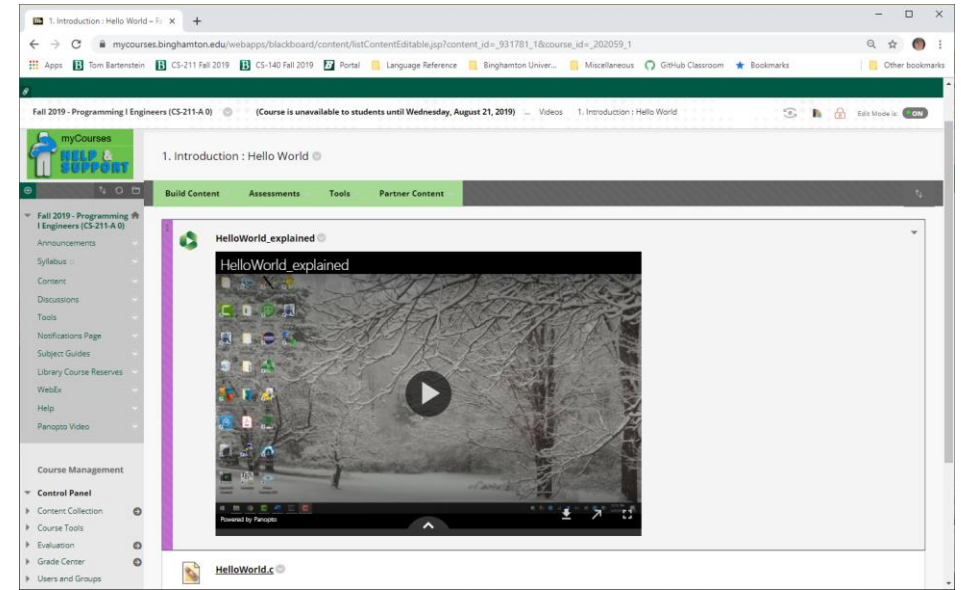 1. Introduction : Hello World – Fa
mycourses.binghamton.edu/webapps/blackboard/content/listContentEditable.jsp?content_id=_931781_1&course_id=_202059_1
Apps Tom Bartenstein CS-211 Fall 2019 CS-140 Fall 2019 Portal Language Reference Binghamton Univer... Miscellaneous GitHub Classroom Bookmarks Other bookmarks
Fall 2019 - Programming I Engineers (CS-211-A 0) (Course is unavailable to students until Wednesday, August 21, 2019) ... Videos 1. Introduction : Hello World Edit Mode is: ON
myCourses
HELP &
SUPPORT
1. Introduction : Hello World
Build Content Assessments Tools Partner Content
Fall 2019 - Programming
I Engineers (CS-211-A 0)
Announcements
Syllabus
Content
Discussions
Tools
Notifications Page
Subject Guides
Library Course Reserves
WebEx
Help
Panopto Video
Course Management
Control Panel
Content Collection
Course Tools
Evaluation
Grade Center
Users and Groups
1
HelloWorld_explained
HelloWorld_explained
Powered by Panopto
HelloWorld.c